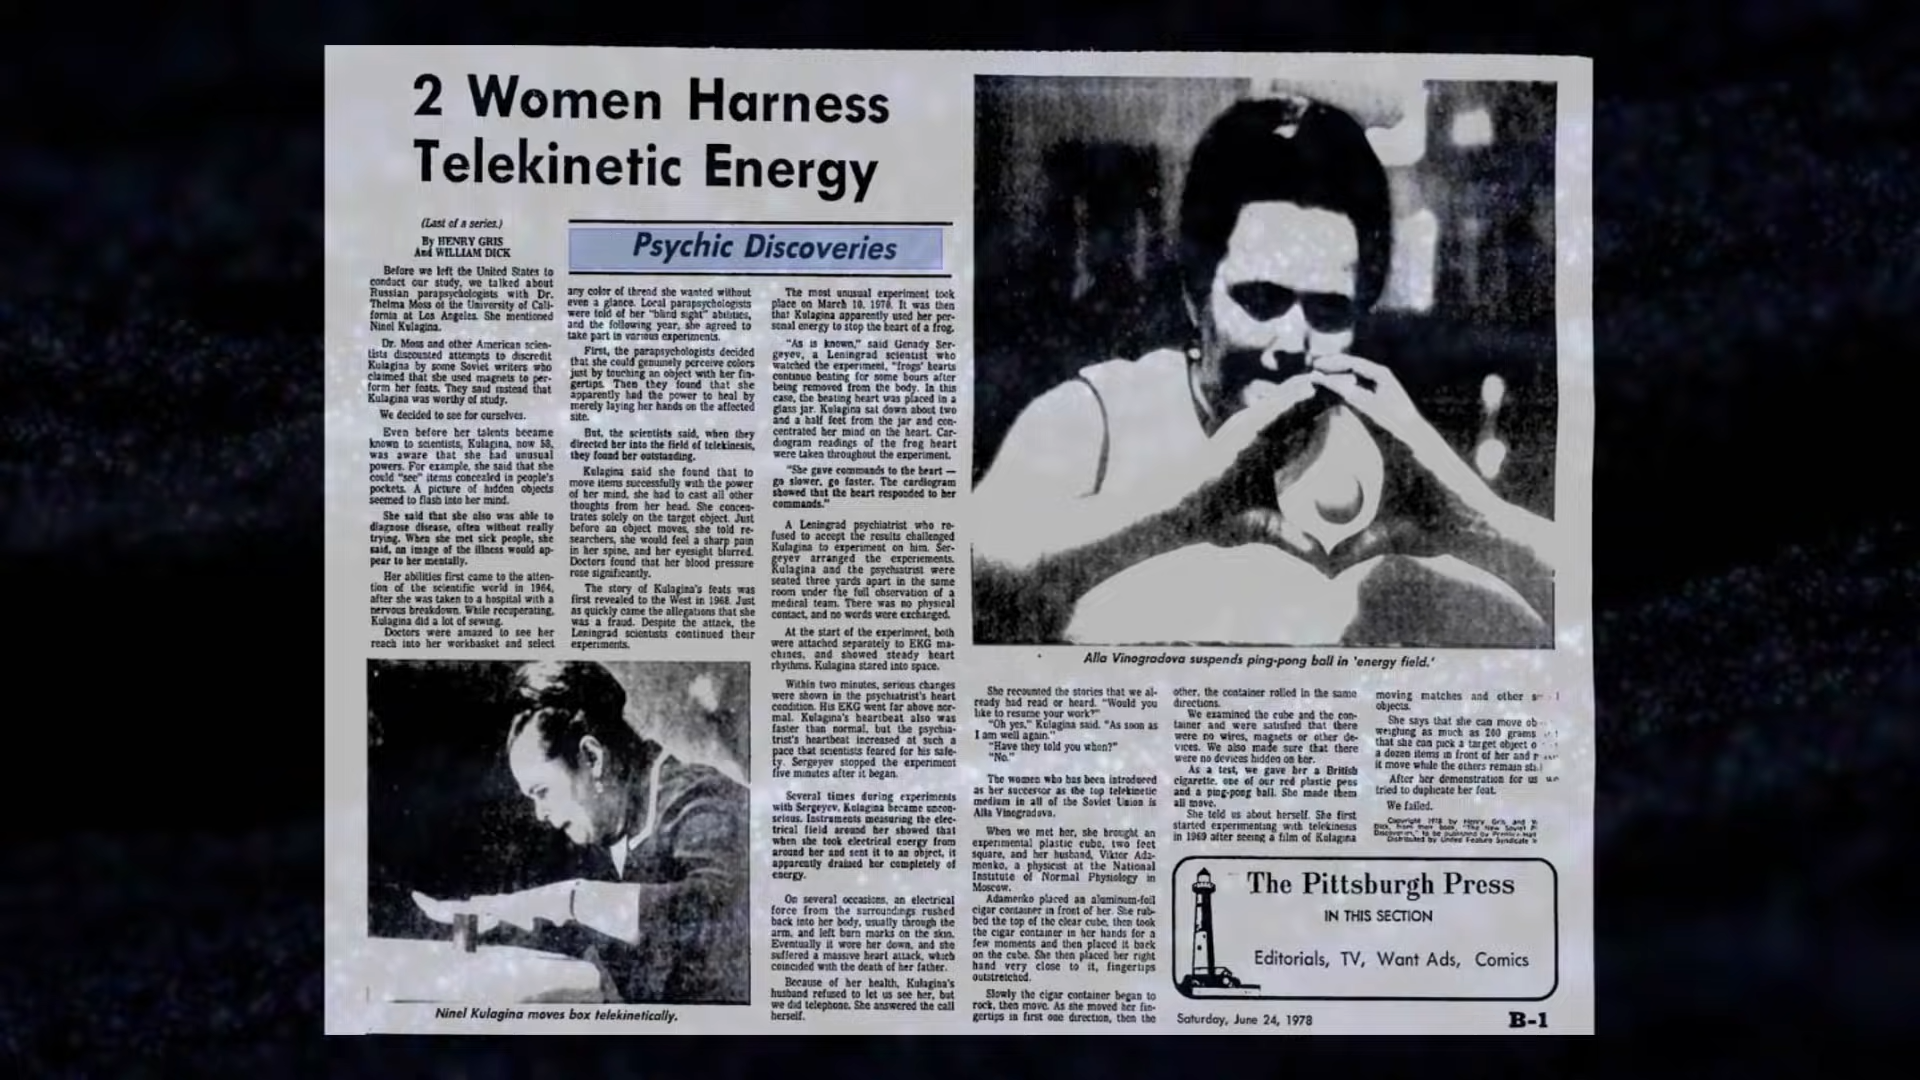 2 Women Harness
Telekinetic Energy
(Last of a series.)
By HENRY GRIS
And WILLIAM DICK
Psychic Discoveries
Before we left the United States to
conduct our study, we talked about
Russian parapsychologists with Dr.
Thelma Moss of the University of Cali-
fornia at Los Angeles. She mentioned
Ninel Kulagina.
Dr. Moss and other American scien-
tists discounted attempts to discredit
Kulagina by some Soviet writers who
claimed that she used magnets to per-
form her feats. They said instead that
Kulagina was worthy of study.
We decided to see for ourselves.
Even before her talents became
known to scientists, Kulagina, now 58,
was aware that she had unusual
powers. For example, she said that she
could "see" items concealed in people's
pockets. A picture of hidden objects
seemed to flash into her mind.
She said that she also was able to
diagnose disease, often without really
trying. When she met sick people, she
said, an image of the illness would ap-
pear to her mentally.
Her abilities first came to the atten-
tion of the scientific world in 1964,
after she was taken to a hospital with a
nervous breakdown. While recuperating,
Kulagina did a lot of sewing.
Doctors were amazed to see her
reach into her workbasket and select
any color of thread she wanted without
even a glance. Local parapsychologists
were told of her "blind sight" abilities,
and the following year, she agreed to
take part in various experiments.
First, the parapsychologists decided
that she could genuinely perceive colors
just by touching an object with her fin-
gertips. Then they found that she
apparently had the power to heal by
merely laying her hands on the affected
site.
But, the scientists said, when they
directed her into the field of telekinesis,
they found her outstanding.
Kulagina said she found that to
move items successfully with the power
of her mind, she had to cast all other
thoughts from her head. She concen-
trates solely on the target object. Just
before an object moves, she told re-
searchers, she would feel a sharp pain
in her spine, and her eyesight blurred.
Doctors found that her blood pressure
rose significantly.
The story of Kulagina's feats was
first revealed to the West in 1968. Just
as quickly came the allegations that she
was a fraud. Despite the attack, the
Leningrad scientists continued their
experiments.
The most unusual experiment took
place on March 10, 1970. It was then
that Kulagina apparently used her per-
sonal energy to stop the heart of a frog.
"As is known," said Genady Ser-
geyev, a Leningrad scientist who
watched the experiment, "frogs' hearts
continue beating for some hours after
being removed from the body. In this
case, the beating heart was placed in a
glass jar. Kulagina sat down about two
and a half feet from the jar and con-
centrated her mind on the heart. Car-
diogram readings of the frog heart
were taken throughout the experiment.
"She gave commands to the heart —
go slower, go faster. The cardiogram
showed that the heart responded to her
commands."
A Leningrad psychiatrist who re-
fused to accept the results challenged
Kulagina to experiment on him. Ser-
geyev arranged the experiements.
Kulagina and the psychiatrist were
seated three yards apart in the same
room under the full observation of a
medical team. There was no physical
contact, and no words were exchanged.
At the start of the experiment, both
were attached separately to EKG ma-
chines, and showed steady heart
rhythms. Kulagina stared into space.
Within two minutes, serious changes
were shown in the psychiatrist's heart
condition. His EKG went far above nor-
mal. Kulagina's heartbeat also was
faster than normal, but the psychia-
trist's heartbeat increased at such a
pace that scientists feared for his safe-
ty. Sergeyev stopped the experiment
five minutes after it began.
Several times during experiments
with Sergeyev, Kulagina became uncon-
scious. Instruments measuring the elec-
trical field around her showed that
when she took electrical energy from
around her and sent it to an object, it
apparently drained her completely of
energy.
On several occasions, an electrical
force from the surroundings rushed
back into her body, usually through the
arm, and left burn marks on the skin.
Eventually it wore her down, and she
suffered a massive heart attack, which
coincided with the death of her father.
Because of her health, Kulagina's
husband refused to let us see her, but
we did telephone. She answered the call
herself.
Ninel Kulagina moves box telekinetically.
Alla Vinogradova suspends ping-pong ball in 'energy field.'
She recounted the stories that we al-
ready had read or heard. "Would you
like to resume your work?"
"Oh yes," Kulagina said. "As soon as
I am well again."
"Have they told you when?"
"No."
The women who has been introduced
as her successor as the top telekinetic
medium in all of the Soviet Union is
Alla Vinogradova.
When we met her, she brought an
experimental plastic cube, two feet
square, and her husband, Viktor Ada-
menko, a physicist at the National
Institute of Normal Physiology in
Moscow.
Adamenko placed an aluminum-foil
cigar container in front of her. She rub-
bed the top of the clear cube, then took
the cigar container in her hands for a
few moments and then placed it back
on the cube. She then placed her right
hand very close to it, fingertips
outstretched.
Slowly the cigar container began to
rock, then move. As she moved her fin-
gertips in first one direction, then the
other, the container rolled in the same
directions.
We examined the cube and the con-
tainer and were satisfied that there
were no wires, magnets or other de-
vices. We also made sure that there
were no devices hidden on her.
As a test, we gave her a British
cigarette, one of our red plastic pens
and a ping-pong ball. She made them
all move.
She told us about herself. She first
started experimenting with telekinesis
in 1969 after seeing a film of Kulagina
moving matches and other
objects.
She says that she can move
weighing as much as 200 grams
that she can pick a target object
a dozen items in front of her and
it move while the others remain
After her demonstration for us
tried to duplicate her feat.
We failed.
Copyright 1978 by Henry Gris, and
Dick, from their book, "The New Soviet
Discoveries," to be published by
Distributed by United Feature Syndicate
The Pittsburgh Press
IN THIS SECTION
Editorials, TV, Want Ads, Comics
Saturday, June 24, 1978
B-1